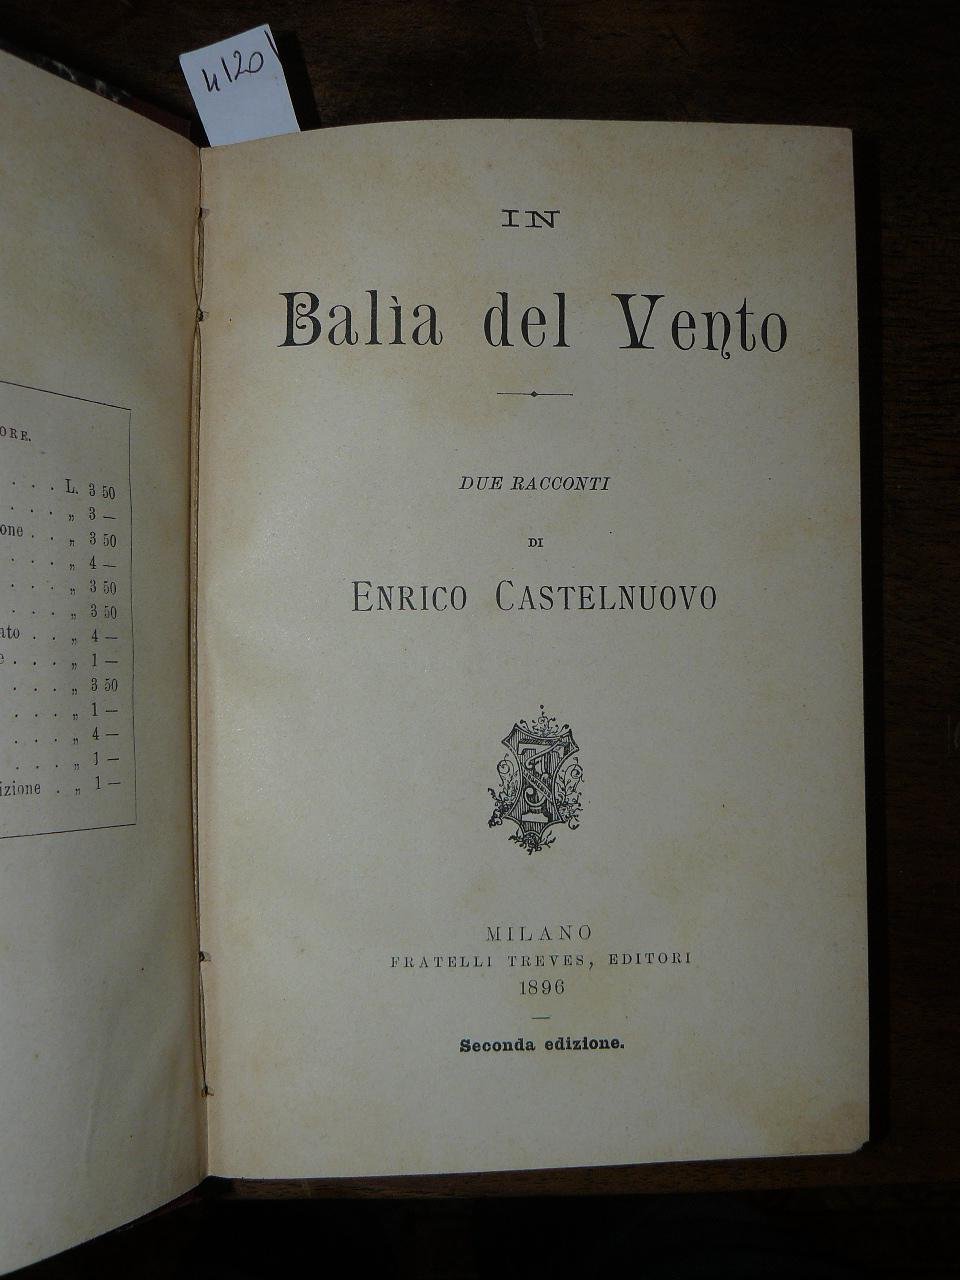 4120
IN
Balìa del Vento
DUE RACCONTI
DI
ENRICO CASTELNUOVO
MILANO
FRATELLI TREVES, EDITORI
1896
Seconda edizione.
ORE.
. . . L. 3 50
. . . „ 3 —
one . . „ 3 50
. . . „ 4 —
. . . „ 3 50
. . . „ 3 50
ato . . „ 4 —
e . . . „ 1 —
. . . „ 3 50
. . . „ 1 —
. . . „ 4 —
. . . „ 1 —
izione . „ 1 —